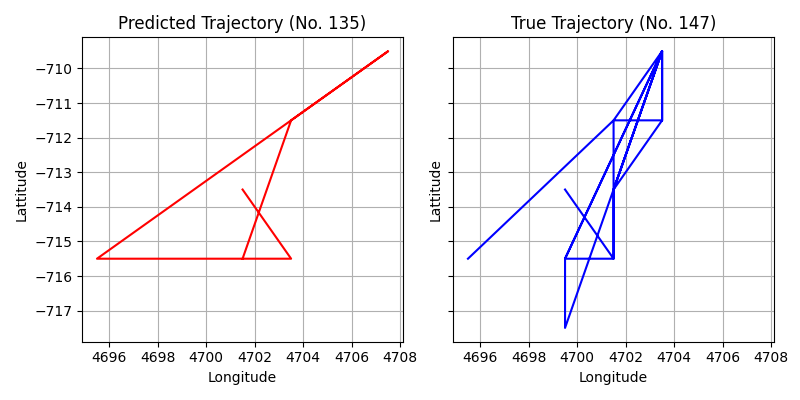 Predicted Trajectory (No. 135)
True Trajectory (No. 147)
Lattitude
−710
−711
−712
−713
−714
−715
−716
−717
4696 4698 4700 4702 4704 4706 4708
Longitude
Lattitude
4696 4698 4700 4702 4704 4706 4708
Longitude